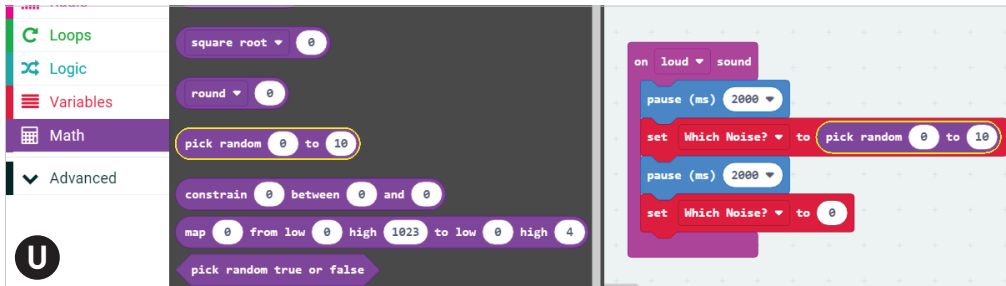 Radio
Loops
Logic
Variables
Math
Advanced
U
square root 0
round 0
pick random 0 to 10
constrain 0 between 0 and 0
map 0 from low 0 high 1023 to low 0 high 4
pick random true or false
on loud sound
pause (ms) 2000
set Which Noise? to pick random 0 to 10
pause (ms) 2000
set Which Noise? to 0